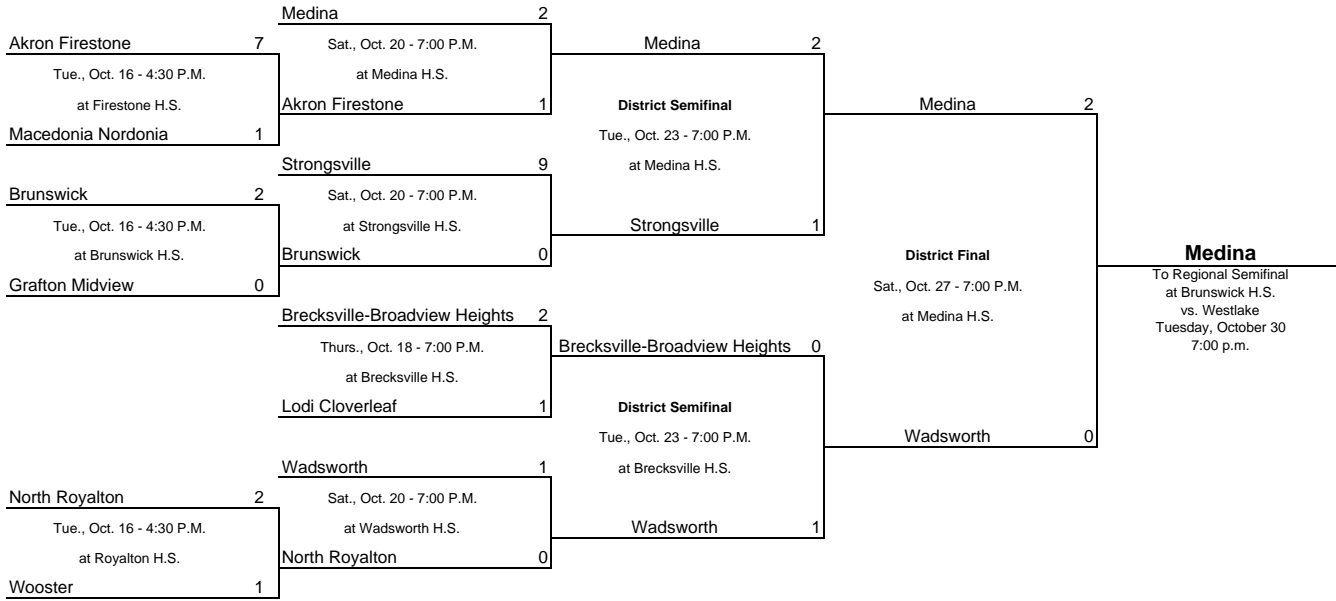 Medina 2
Akron Firestone 7
Sat., Oct. 20 - 7:00 P.M.
Medina 2
Tue., Oct. 16 - 4:30 P.M.
at Medina H.S.
at Firestone H.S.
Akron Firestone 1
District Semifinal
Medina 2
Macedonia Nordonia 1
Tue., Oct. 23 - 7:00 P.M.
Strongsville 9
at Medina H.S.
Brunswick 2
Sat., Oct. 20 - 7:00 P.M.
Tue., Oct. 16 - 4:30 P.M.
at Strongsville H.S.
Strongsville 1
at Brunswick H.S.
Brunswick 0
District Final
Medina
Grafton Midview 0
Sat., Oct. 27 - 7:00 P.M.
To Regional Semifinal
at Brunswick H.S.
vs. Westlake
Tuesday, October 30
7:00 p.m.
Brecksville-Broadview Heights 2
at Medina H.S.
Thurs., Oct. 18 - 7:00 P.M.
Brecksville-Broadview Heights 0
at Brecksville H.S.
Lodi Cloverleaf 1
District Semifinal
Tue., Oct. 23 - 7:00 P.M.
Wadsworth 0
Wadsworth 1
at Brecksville H.S.
North Royalton 2
Sat., Oct. 20 - 7:00 P.M.
Tue., Oct. 16 - 4:30 P.M.
at Wadsworth H.S.
Wadsworth 1
at Royalton H.S.
North Royalton 0
Wooster 1